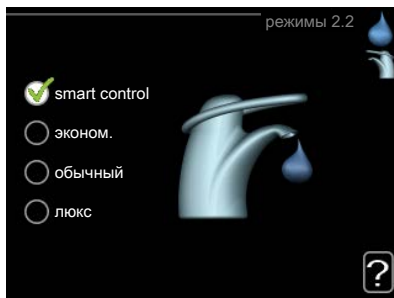 режимы 2.2
smart control
эконом.
обычный
люкс
?